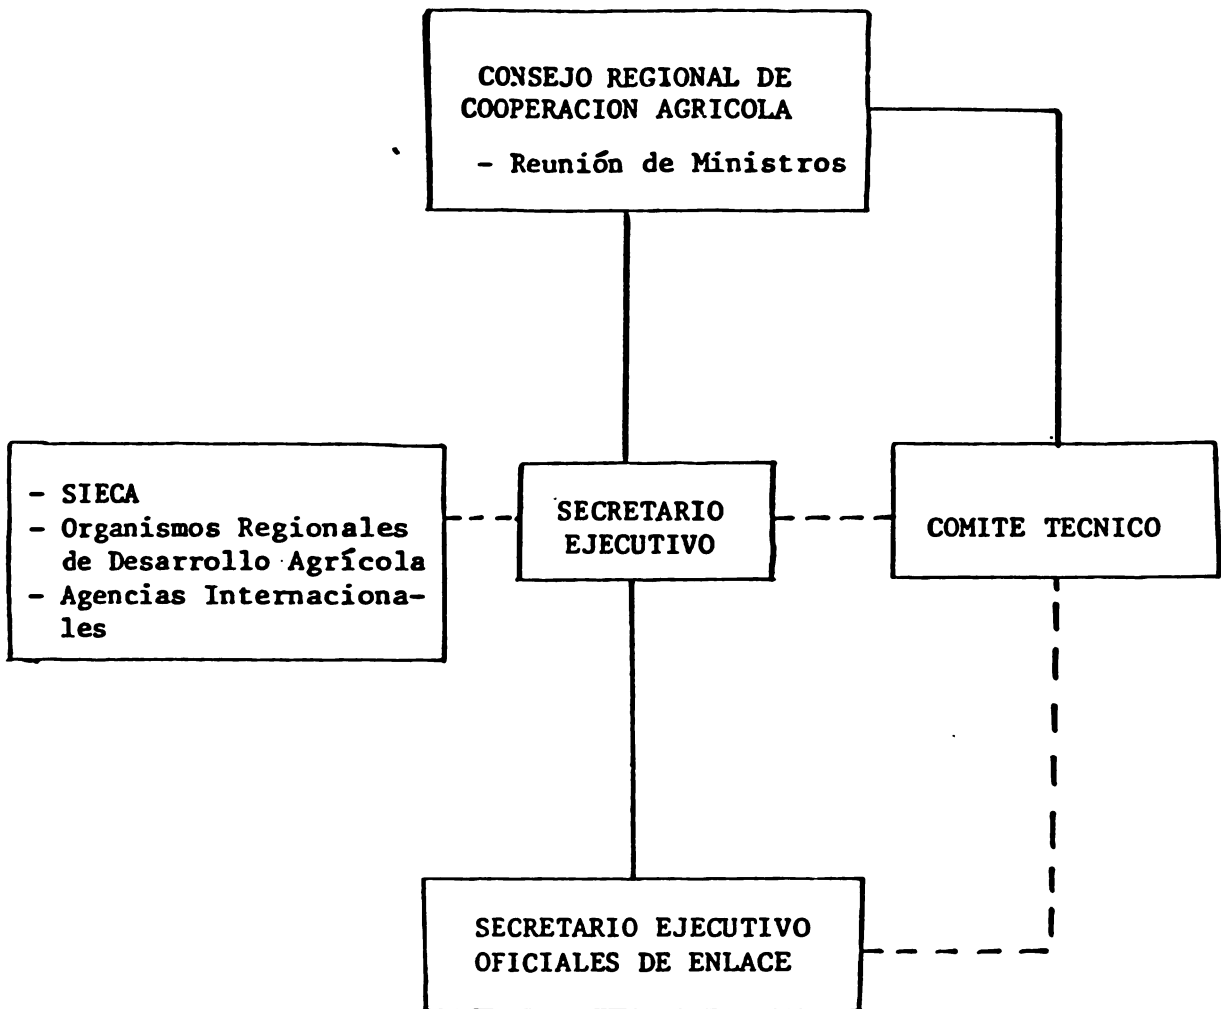 CONSEJO REGIONAL DE
COOPERACION AGRICOLA
- Reunión de Ministros
- SIECA
- Organismos Regionales
de Desarrollo Agrícola
- Agencias Internaciona-
les
SECRETARIO
EJECUTIVO
COMITE TECNICO
SECRETARIO EJECUTIVO
OFICIALES DE ENLACE